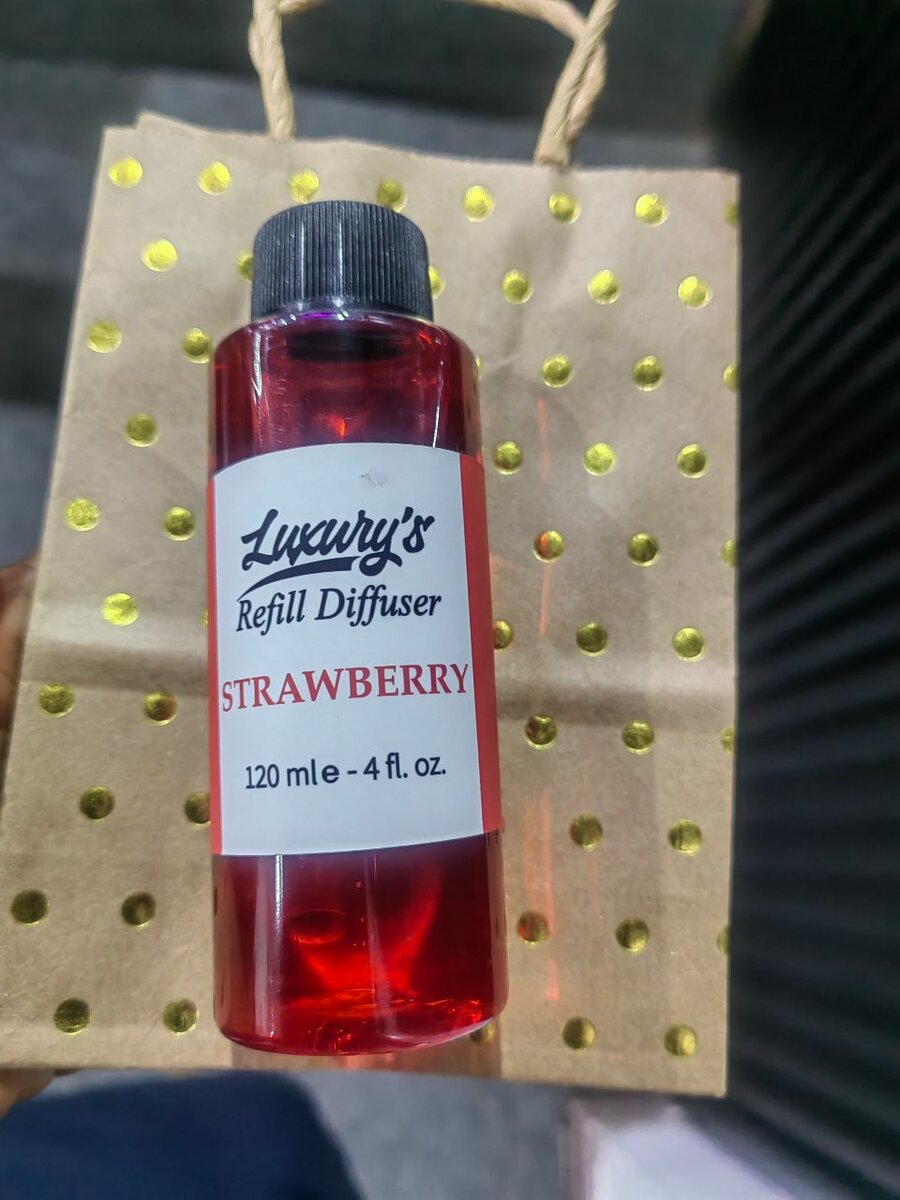 Luxury's
Refill Diffuser
STRAWBERRY
120 ml e - 4 fl. oz.